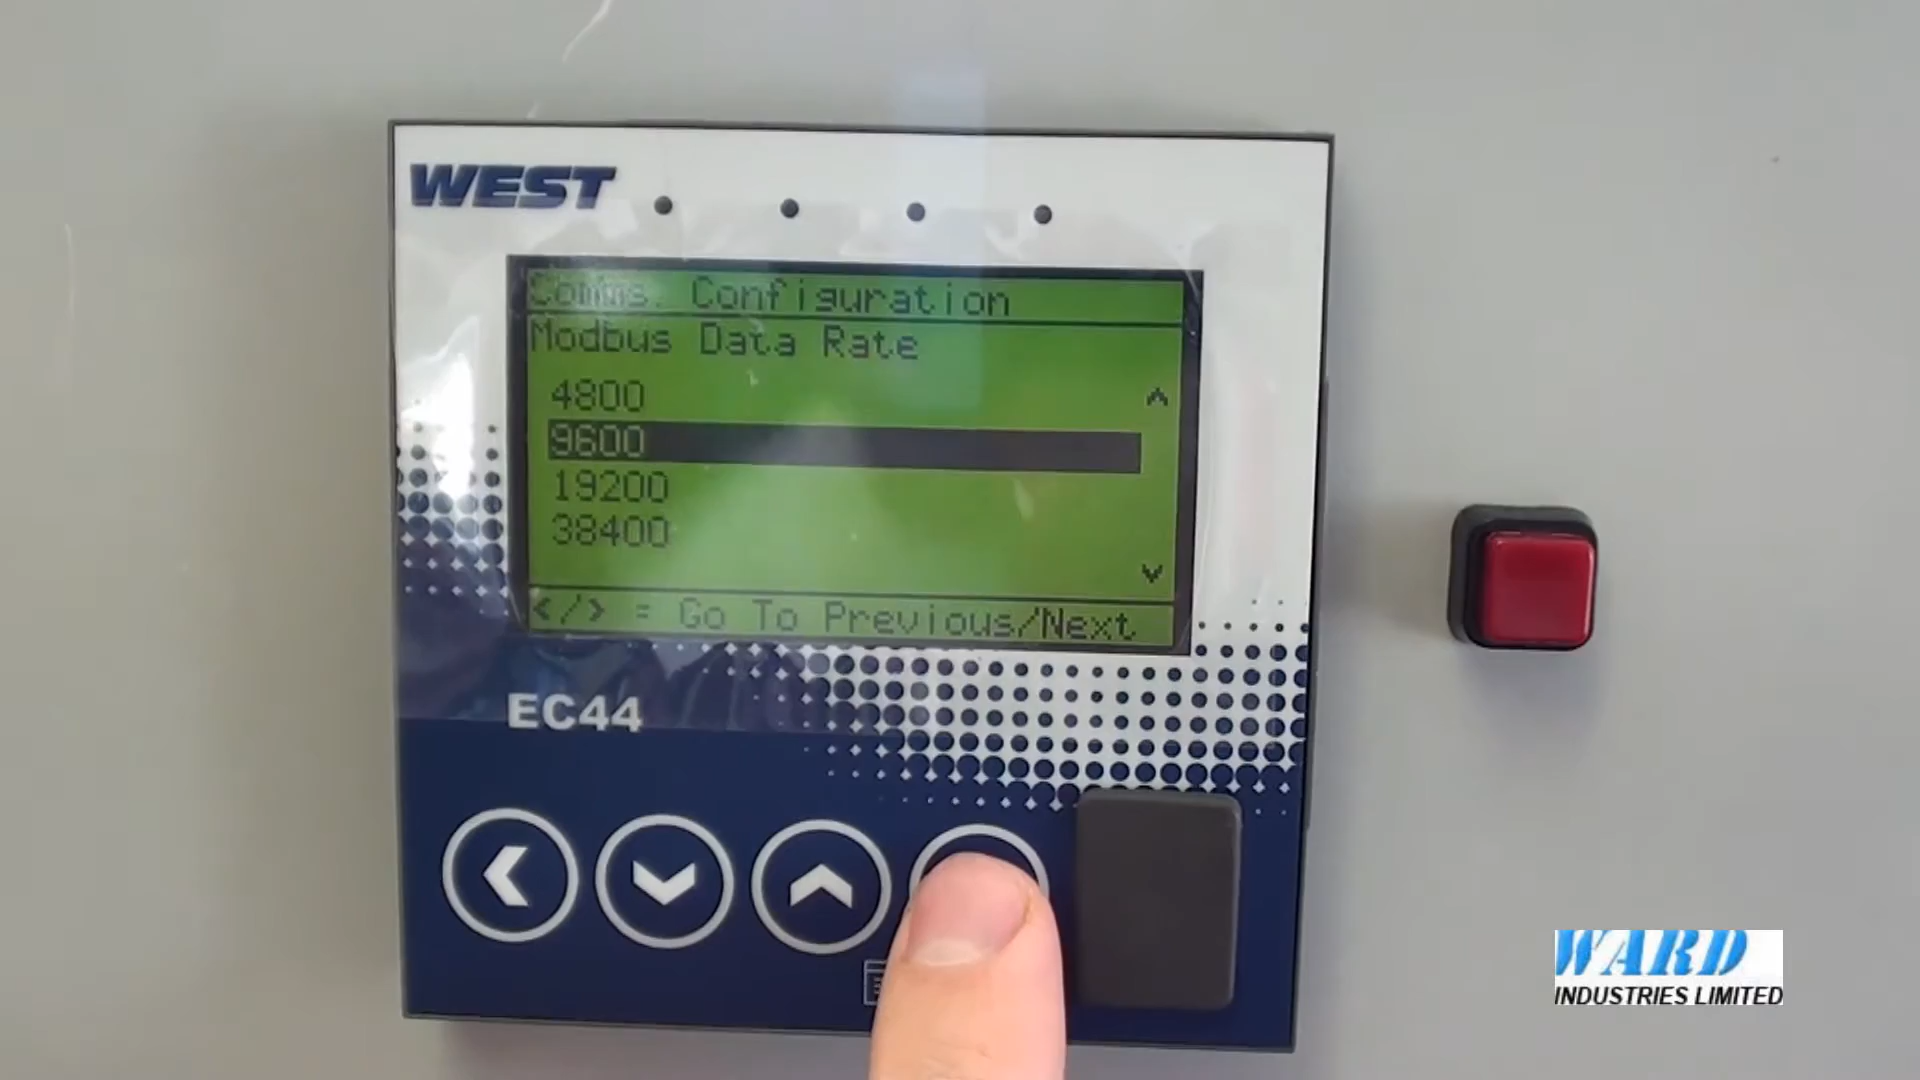 WEST
Comms. Configuration
Modbus Data Rate
4800
9600
19200
38400
</> = Go To Previous/Next
EC44
WARD
INDUSTRIES LIMITED